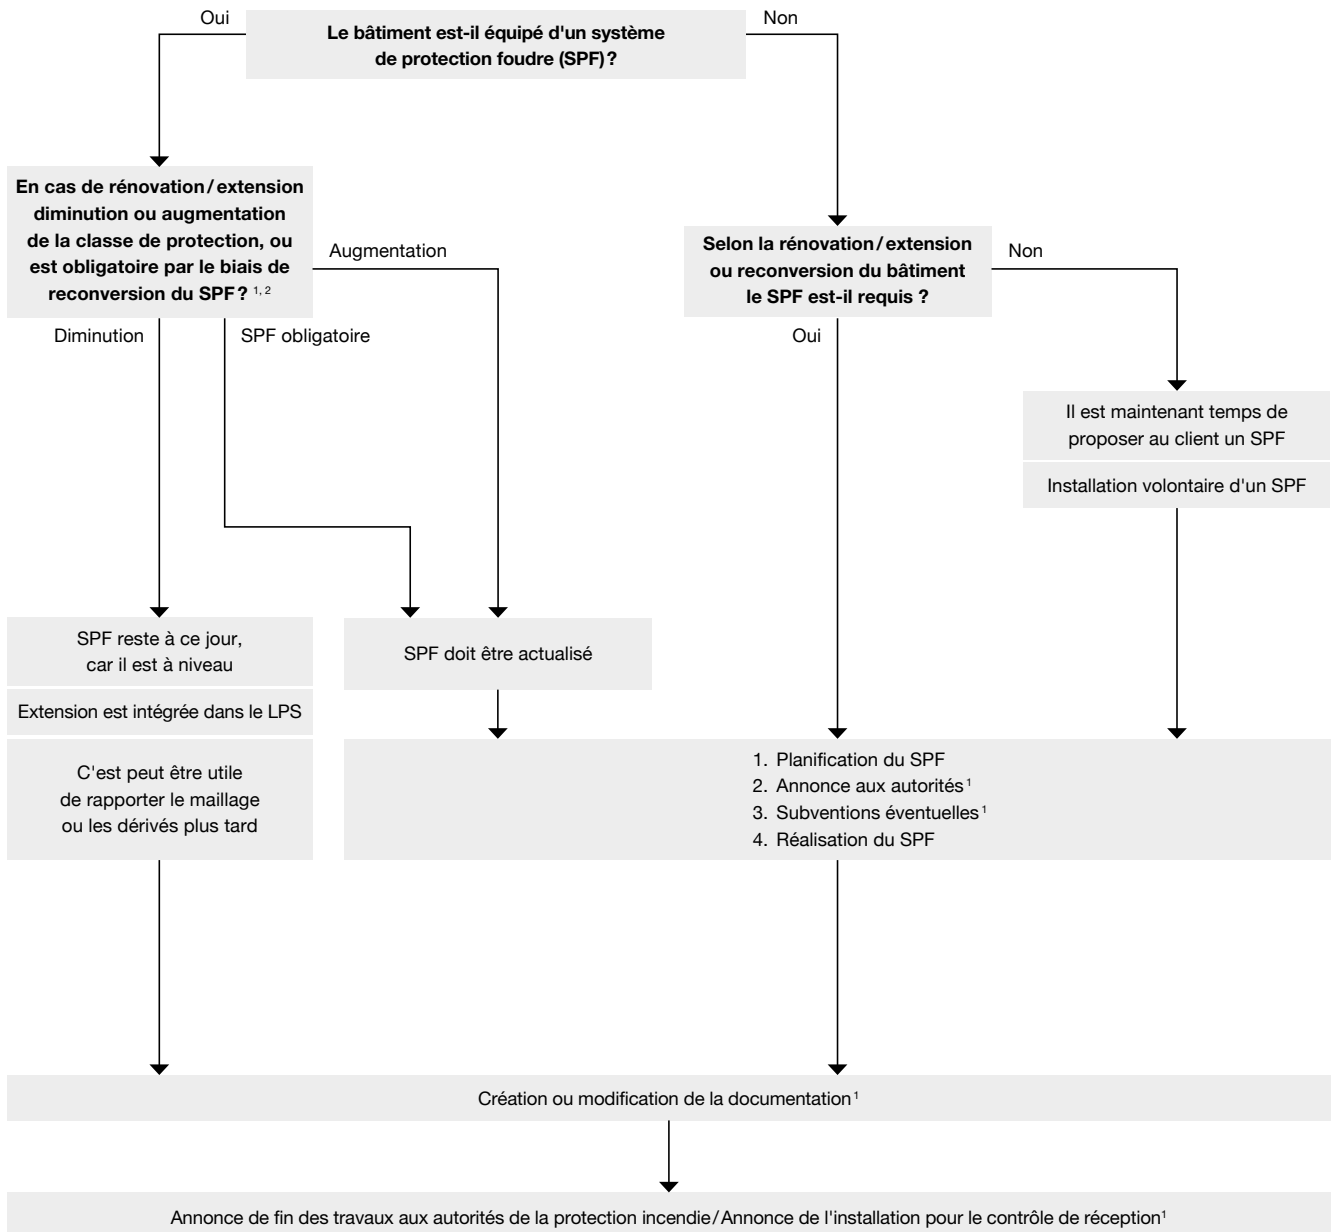 Oui
Le bâtiment est-il équipé d'un système
de protection foudre (SPF) ?
Non
En cas de rénovation / extension
diminution ou augmentation
de la classe de protection, ou
est obligatoire par le biais de
reconversion du SPF ? 1, 2
Augmentation
Selon la rénovation / extension
ou reconversion du bâtiment
le SPF est-il requis ?
Non
Diminution
SPF obligatoire
Oui
Il est maintenant temps de
proposer au client un SPF
Installation volontaire d'un SPF
SPF reste à ce jour,
car il est à niveau
SPF doit être actualisé
Extension est intégrée dans le LPS
C'est peut être utile
de rapporter le maillage
ou les dérivés plus tard
1. Planification du SPF
2. Annonce aux autorités 1
3. Subventions éventuelles 1
4. Réalisation du SPF
Création ou modification de la documentation 1
Annonce de fin des travaux aux autorités de la protection incendie / Annonce de l'installation pour le contrôle de réception 1